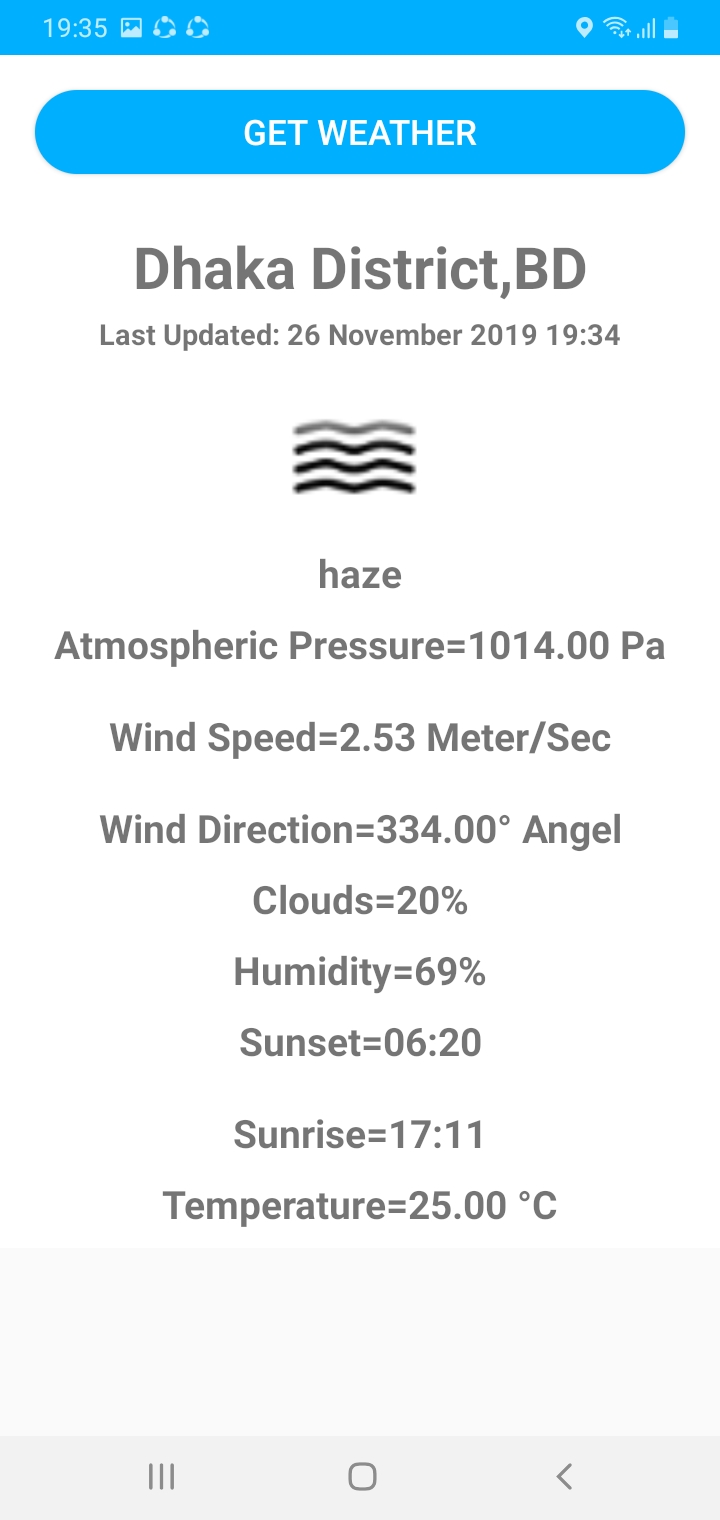 19:35
GET WEATHER
Dhaka District,BD
Last Updated: 26 November 2019 19:34
haze
Atmospheric Pressure=1014.00 Pa
Wind Speed=2.53 Meter/Sec
Wind Direction=334.00° Angel
Clouds=20%
Humidity=69%
Sunset=06:20
Sunrise=17:11
Temperature=25.00 °C